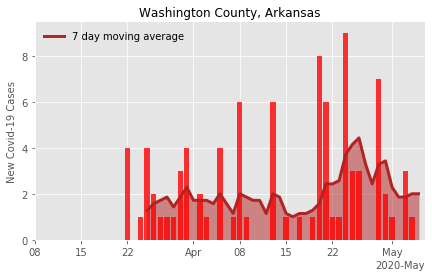 Washington County, Arkansas
7 day moving average
New Covid-19 Cases
8
6
4
2
0
08
15
22
Apr
08
15
22
May
2020-May